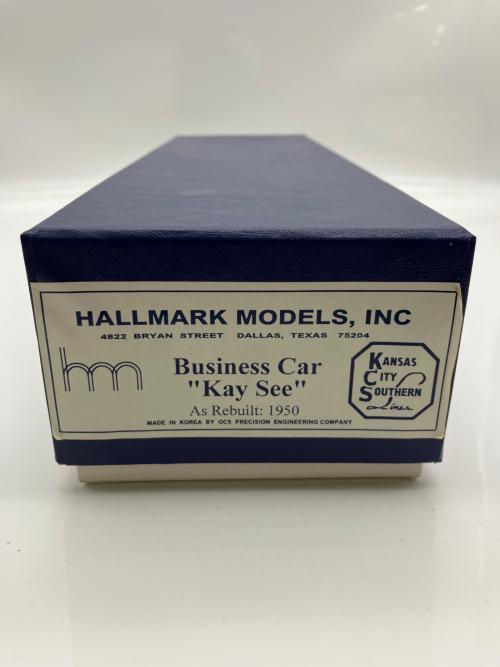 HALLMARK MODELS, INC
4822 BRYAN STREET DALLAS, TEXAS 75204
hm
Business Car
"Kay See"
As Rebuilt: 1950
MADE IN KOREA BY OCS PRECISION ENGINEERING COMPANY
KANSAS
CITY
SOUTHERN
Lines